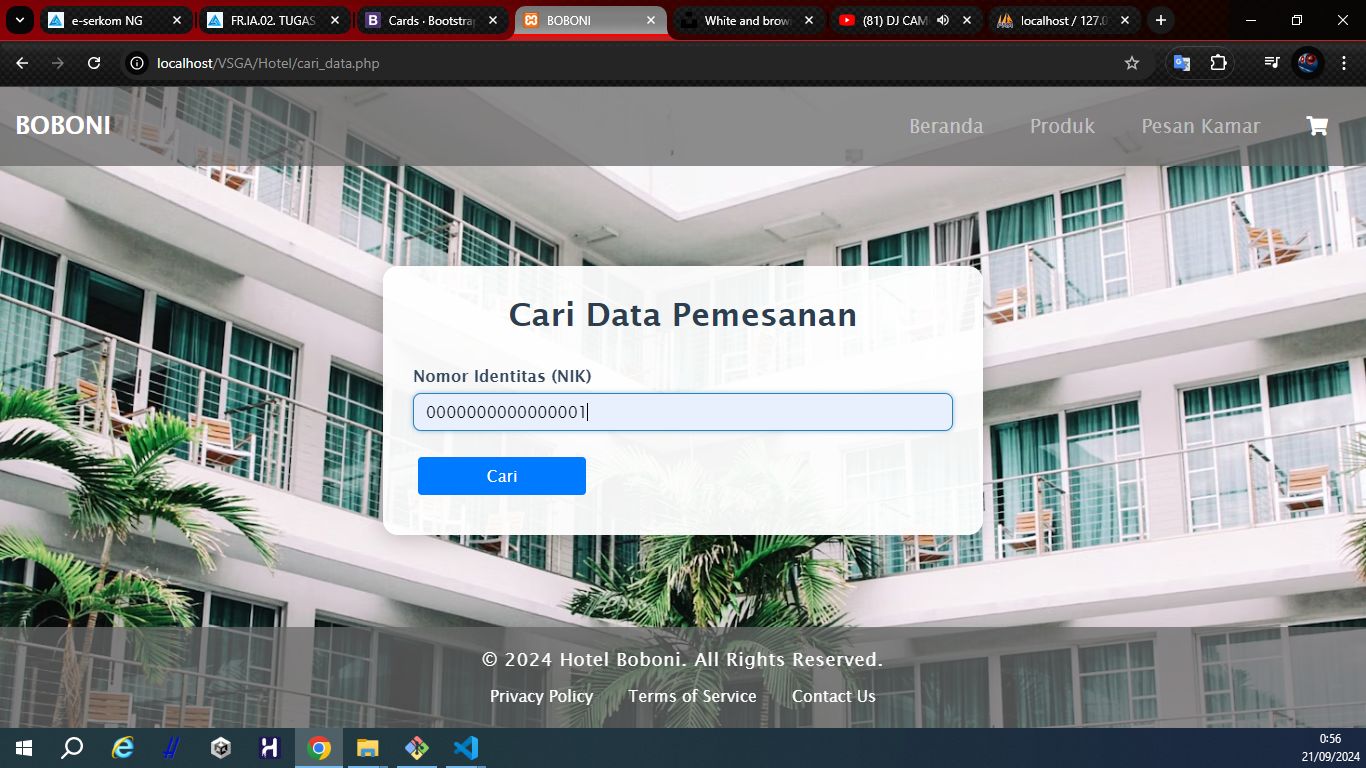 e-serkom NG
FR.IA.02. TUGAS
Cards · Bootstrap
BOBONI
White and brow
(81) DJ CAM
localhost / 127.0
localhost/VSGA/Hotel/cari_data.php
BOBONI
Beranda
Produk
Pesan Kamar
Cari Data Pemesanan
Nomor Identitas (NIK)
0000000000000001
Cari
© 2024 Hotel Boboni. All Rights Reserved.
Privacy Policy
Terms of Service
Contact Us
0:56
21/09/2024